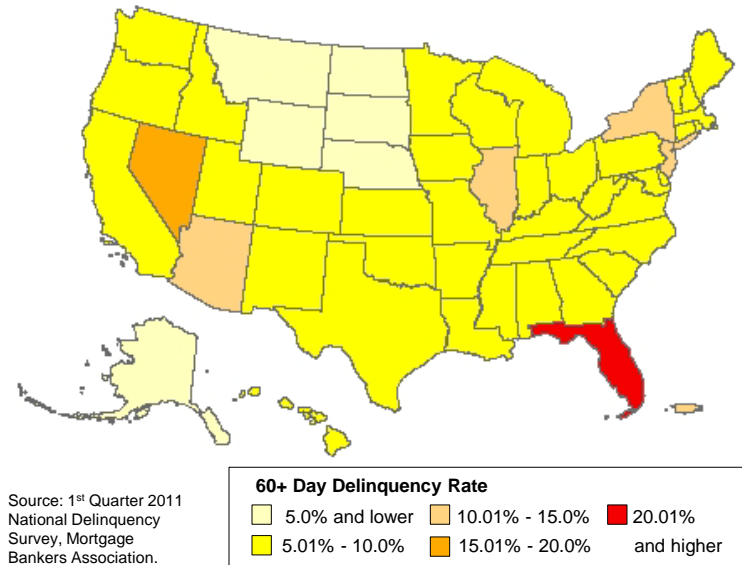 Source: 1st Quarter 2011
National Delinquency
Survey, Mortgage
Bankers Association.
60+ Day Delinquency Rate
5.0% and lower
10.01% - 15.0%
20.01%
5.01% - 10.0%
15.01% - 20.0%
and higher